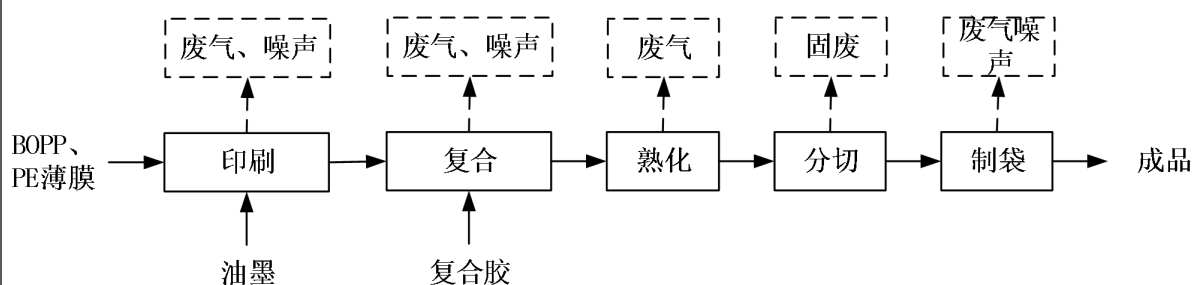 废气、噪声
废气、噪声
废气
固废
废气噪
声
BOPP、
PE薄膜
印刷
复合
熟化
分切
制袋
成品
油墨
复合胶